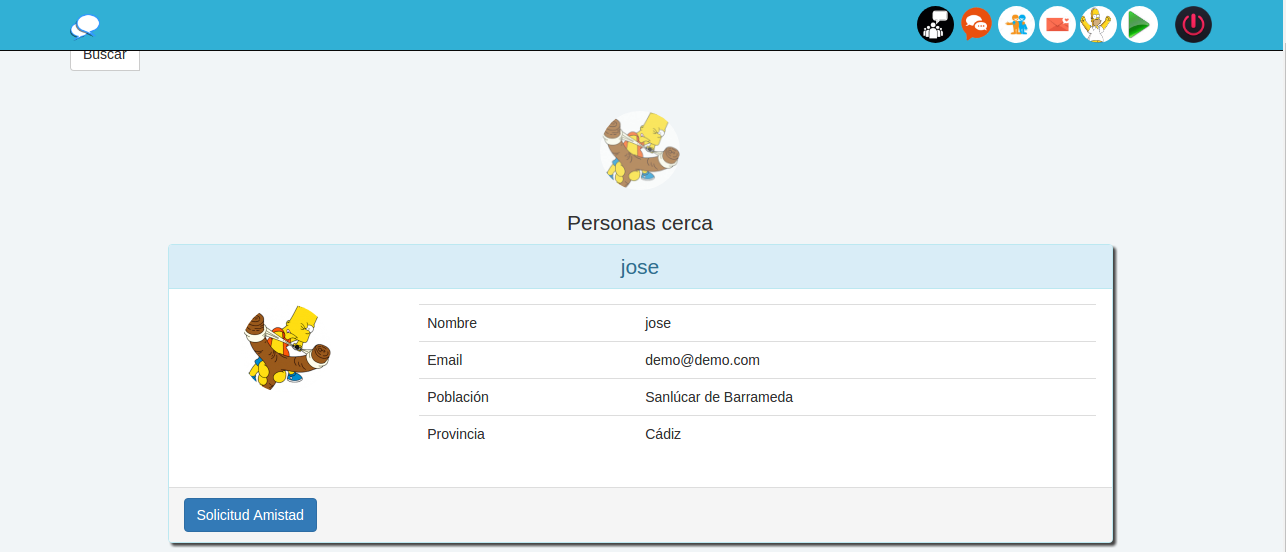 Buscar
Personas cerca
jose
Nombre jose
Email demo@demo.com
Población Sanlúcar de Barrameda
Provincia Cádiz
Solicitud Amistad